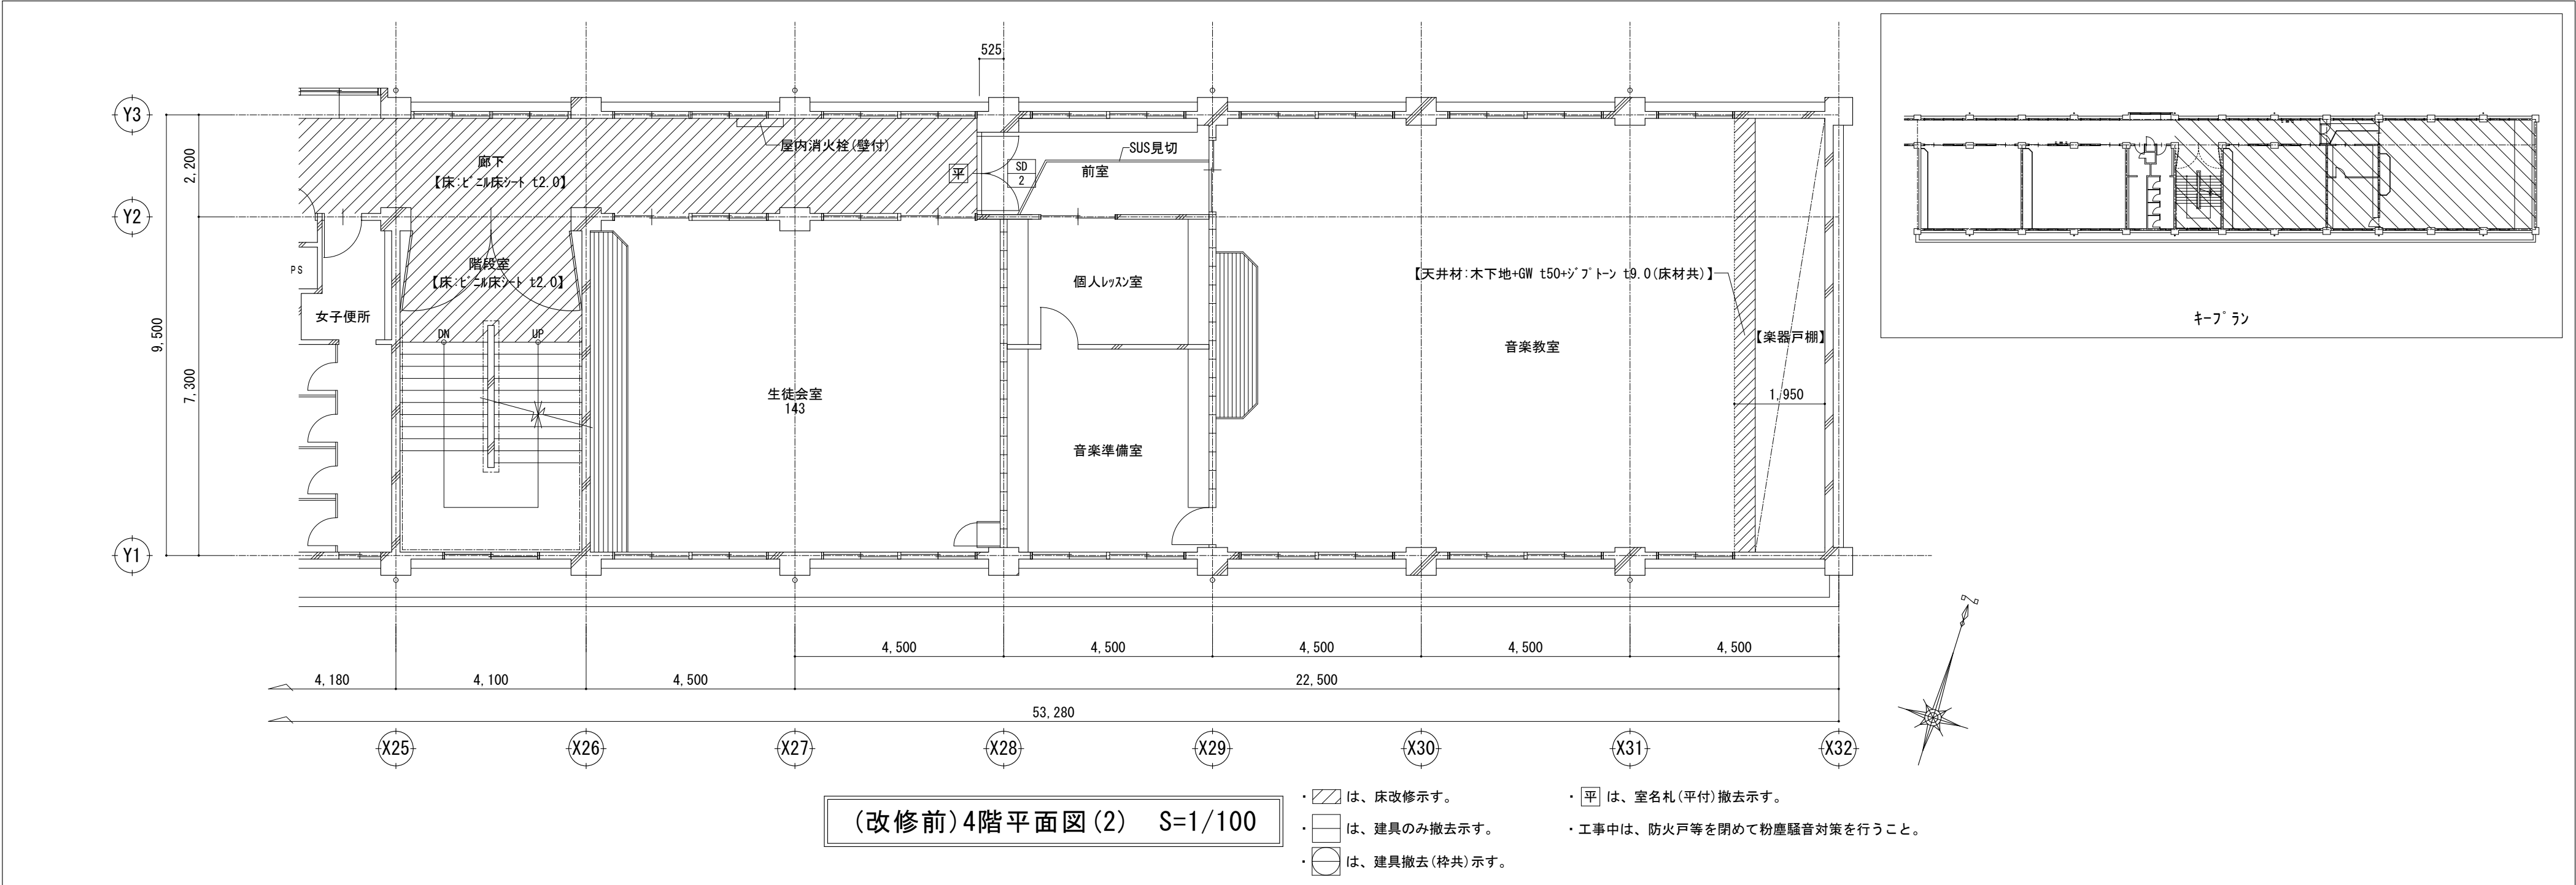 525
Y3
2,200
屋内消火栓(壁付)
SUS見切
廊下
【床:ﾋﾞﾆﾙ床ｼｰﾄ t2.0】
平
SD
2
前室
Y2
階段室
【床:ﾋﾞﾆﾙ床ｼｰﾄ t2.0】
PS
女子便所
DN
UP
個人ﾚｯｽﾝ室
【天井材:木下地+GW t50+ｼﾞﾌﾟﾄｰﾝ t9.0(床材共)】
9,500
7,300
音楽教室
【楽器戸棚】
生徒会室
143
1,950
音楽準備室
Y1
4,500
4,500
4,500
4,500
4,500
4,180
4,100
4,500
22,500
53,280
X25
X26
X27
X28
X29
X30
X31
X32
ｷｰﾌﾟﾗﾝ
Z
(改修前)4階平面図(2) S=1/100
・ は、床改修示す。
・ は、建具のみ撤去示す。
・ は、建具撤去(枠共)示す。
・平 は、室名札(平付)撤去示す。
・工事中は、防火戸等を閉めて粉塵騒音対策を行うこと。